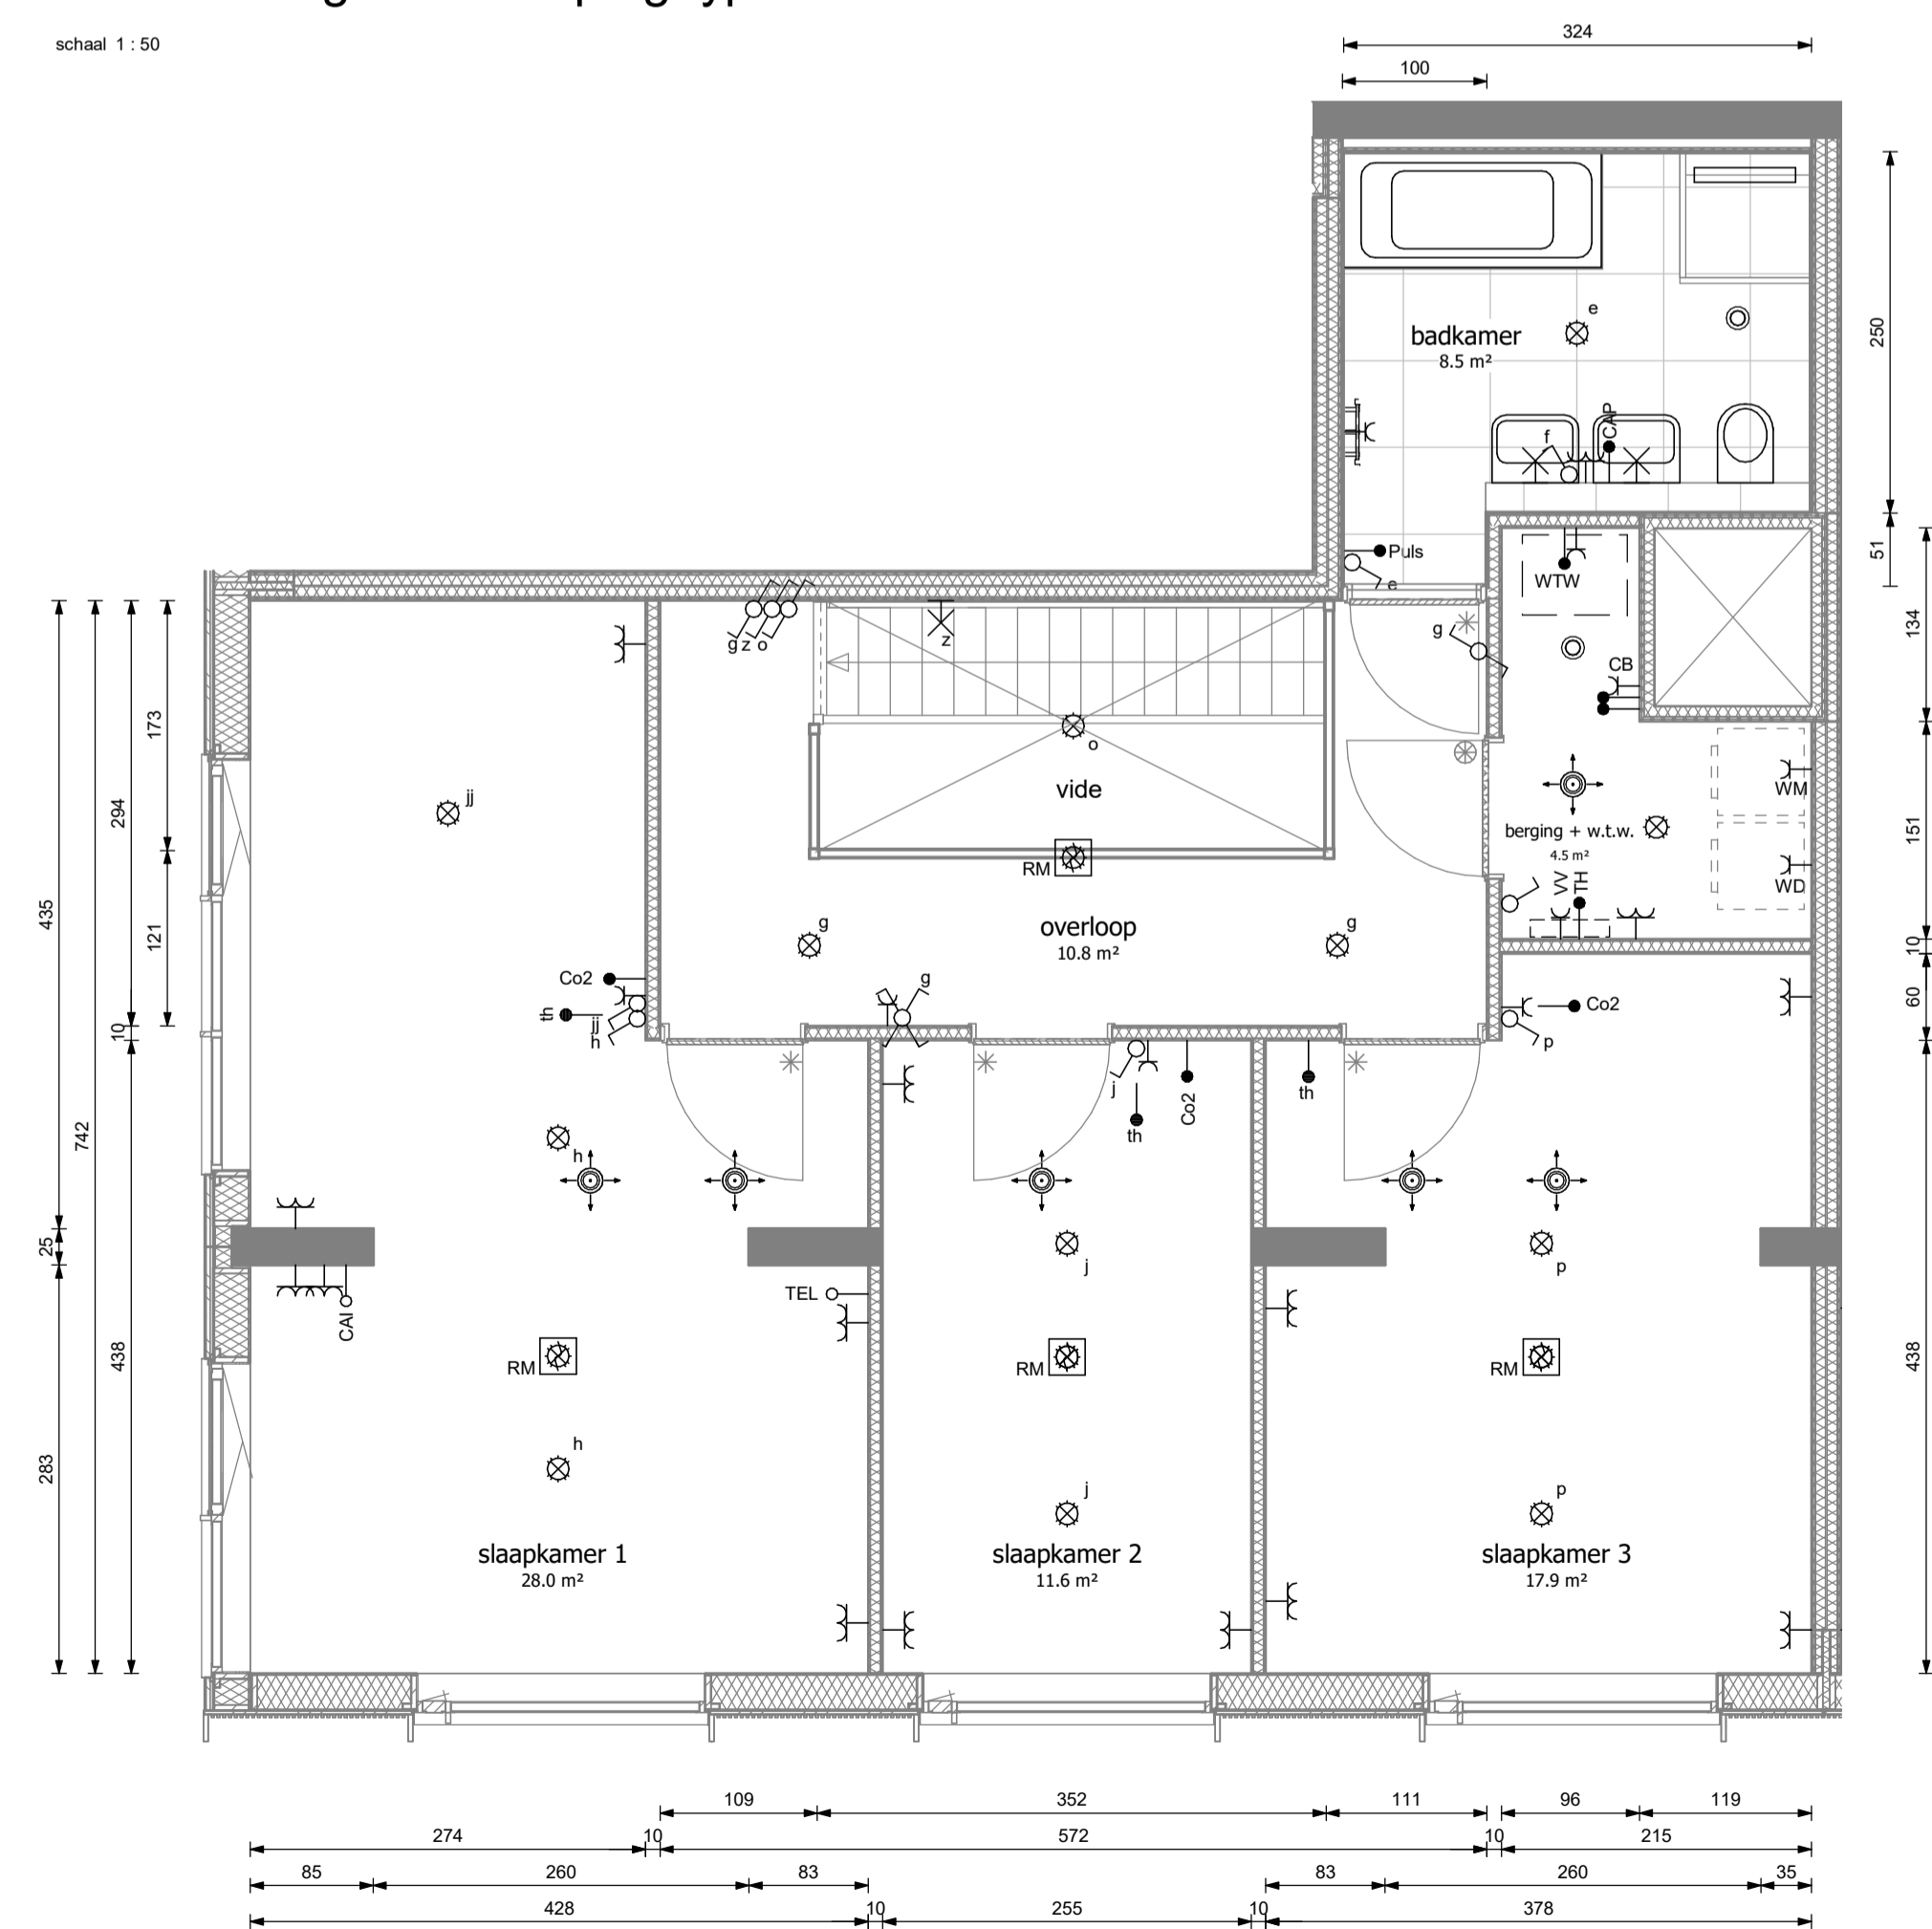 schaal 1 : 50
324
100
badkamer
8.5 m²
e
250
f
CAP
Puls
e
51
WTW
134
g z o
z
g
CB
173
294
o
jj
vide
WM
berging + w.t.w.
4.5 m²
151
RM
WD
VV
TH
435
121
g
overloop
10.8 m²
g
10
Co2
g
60
th
jj
h
Co2
p
10
742
j
th
Co2
th
h
25
j
p
TEL
CAI
438
RM
RM
RM
438
283
h
j
p
slaapkamer 1
28.0 m²
slaapkamer 2
11.6 m²
slaapkamer 3
17.9 m²
109
352
111
96
119
274
10
572
10
215
85
260
83
83
260
35
428
10
255
10
378